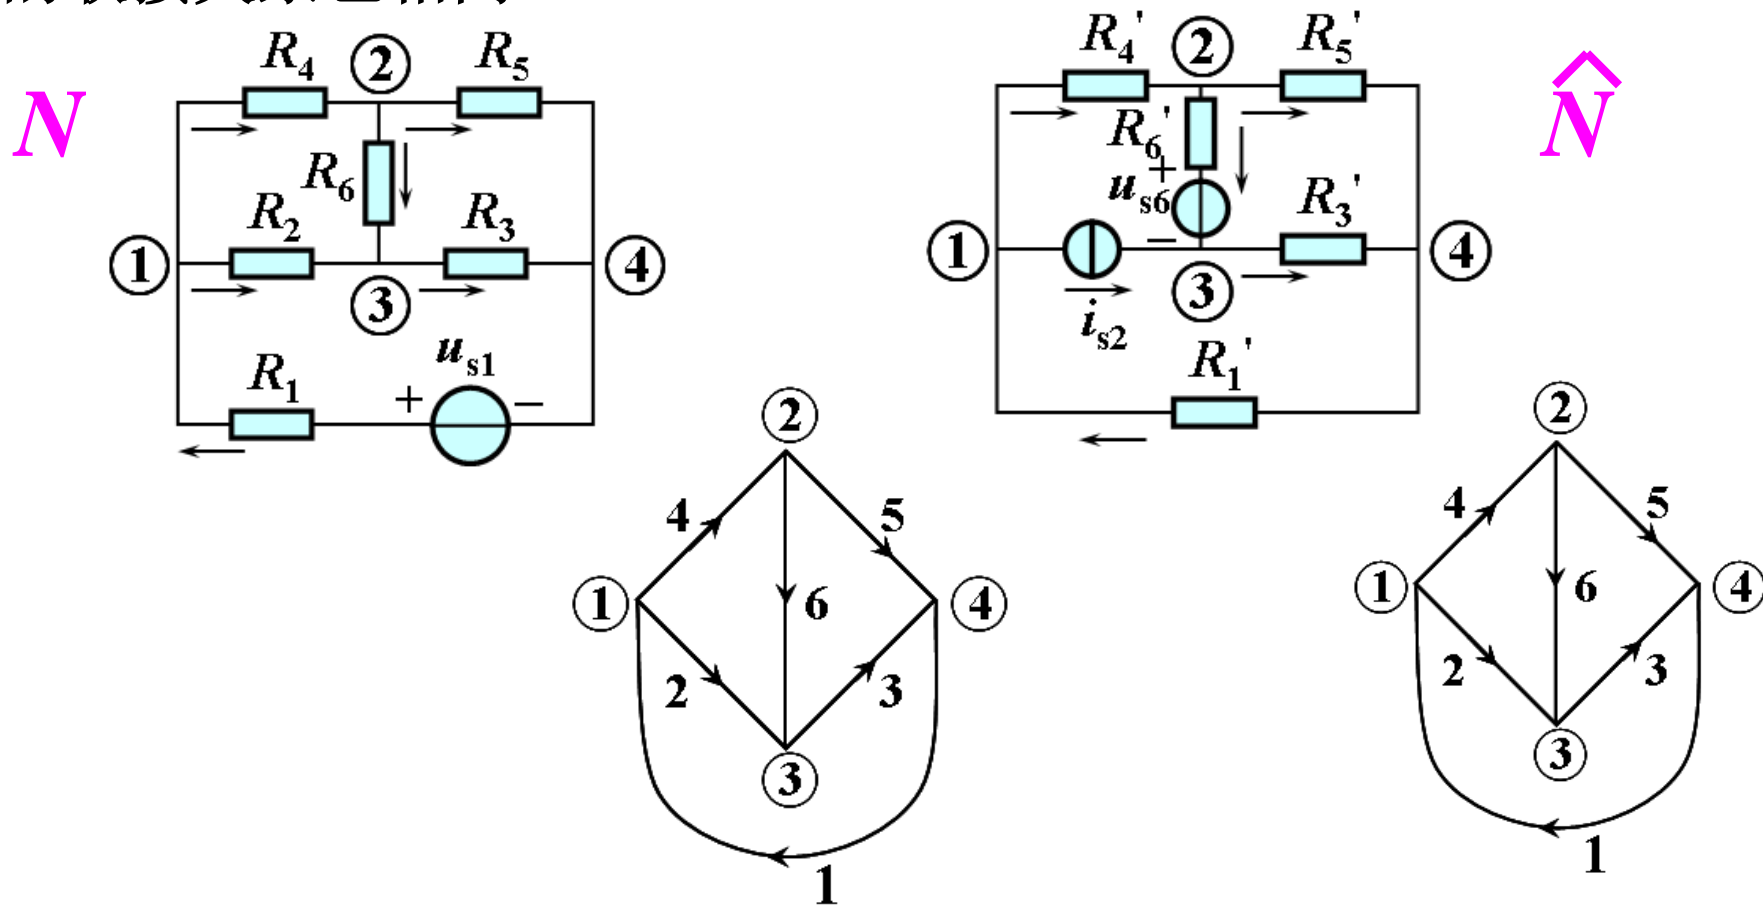 N
R4
②
R5
R6
R2
R3
①
④
③
us1
R1
+
−
N̂
R4'
②
R5'
R6'
+
us6
R3'
①
−
④
③
is2
R1'
②
4
5
①
6
④
2
3
③
1
②
4
5
①
6
④
2
3
③
1